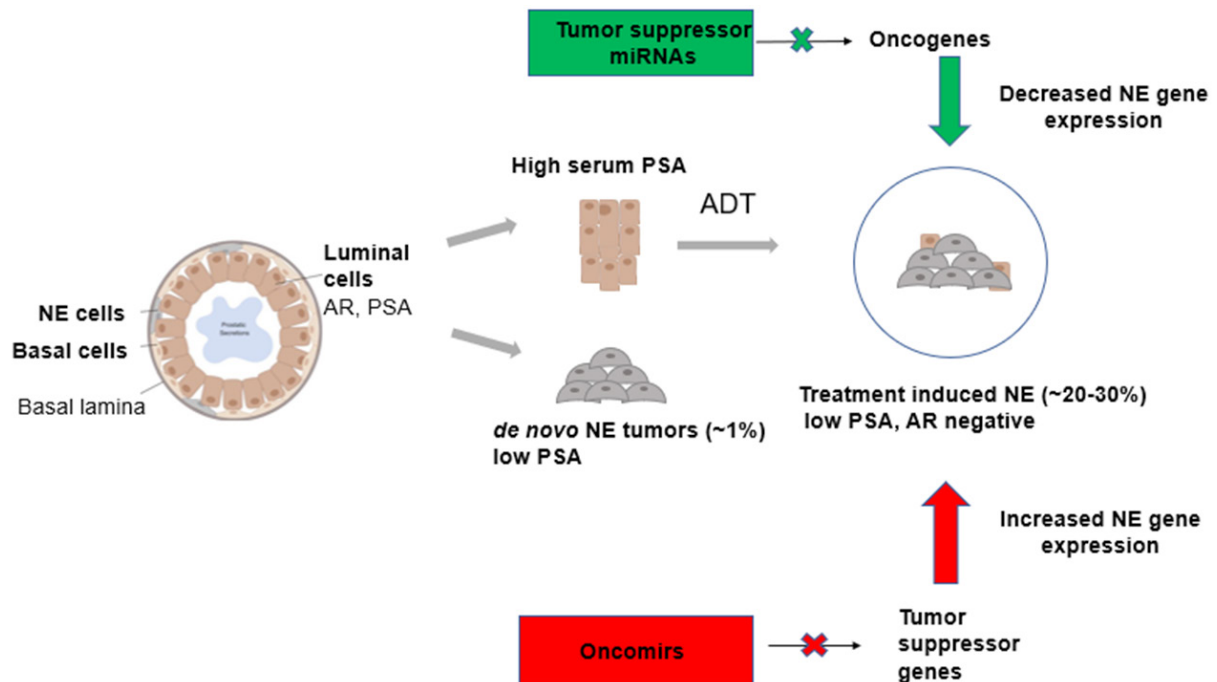 Tumor suppressor
miRNAs
Oncogenes
Decreased NE gene
expression
High serum PSA
ADT
Luminal
cells
AR, PSA
NE cells
Basal cells
Basal lamina
Prostatic
Secretions
de novo NE tumors (~1%)
low PSA
Treatment induced NE (~20-30%)
low PSA, AR negative
Increased NE gene
expression
Oncomirs
Tumor
suppressor
genes